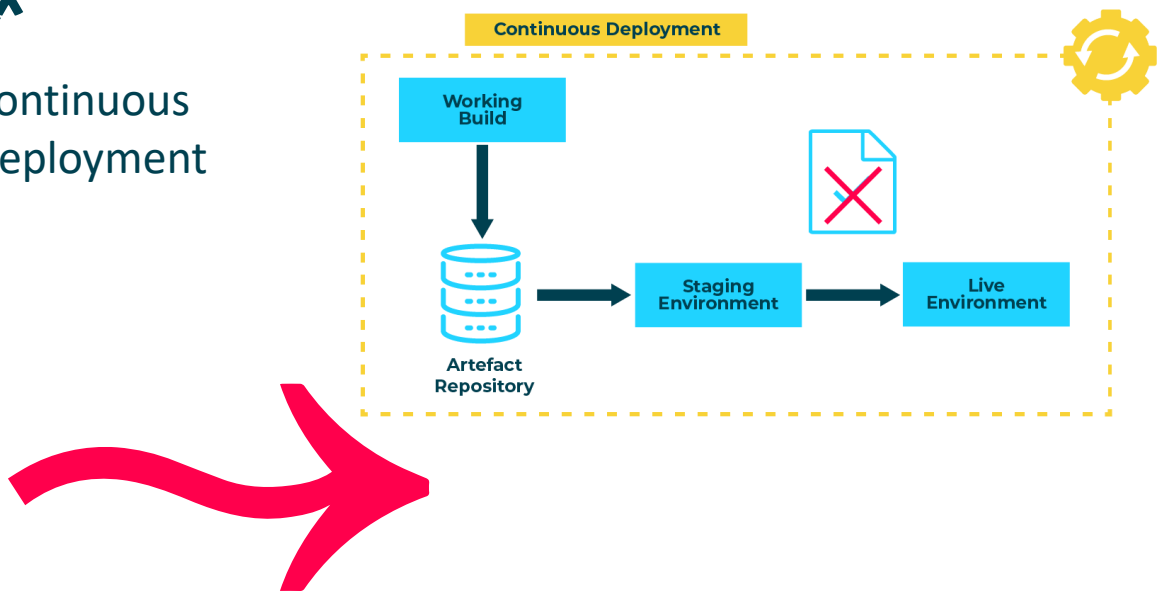 Continuous Deployment
ontinuous
eployment
Working
Build
Staging
Environment
Live
Environment
Artefact
Repository